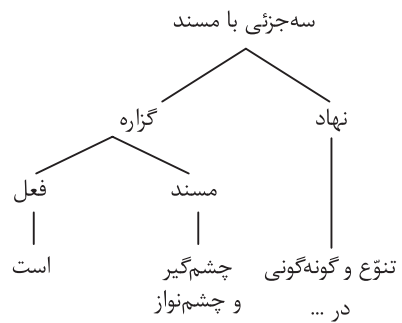 سه‌جزئی با مسند
نهاد
گزاره
مسند
فعل
تنوّع و گونه‌گونی
در ...
چشم‌گیر
و چشم‌نواز
است